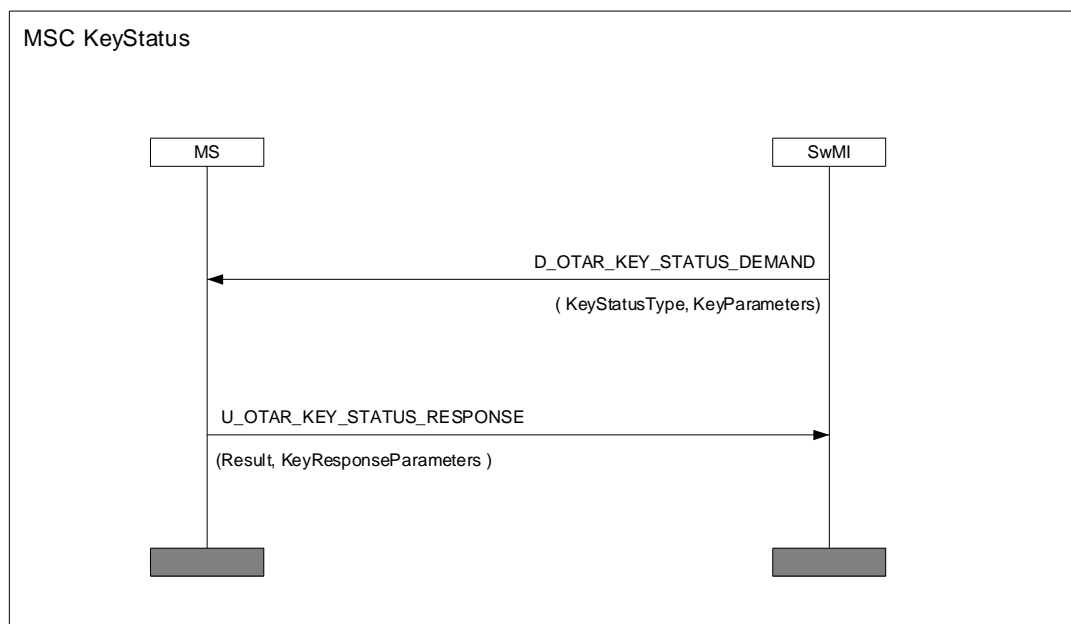 MSC KeyStatus
MS
SwMI
D_OTAR_KEY_STATUS_DEMAND
( KeyStatusType, KeyParameters)
U_OTAR_KEY_STATUS_RESPONSE
(Result, KeyResponseParameters )